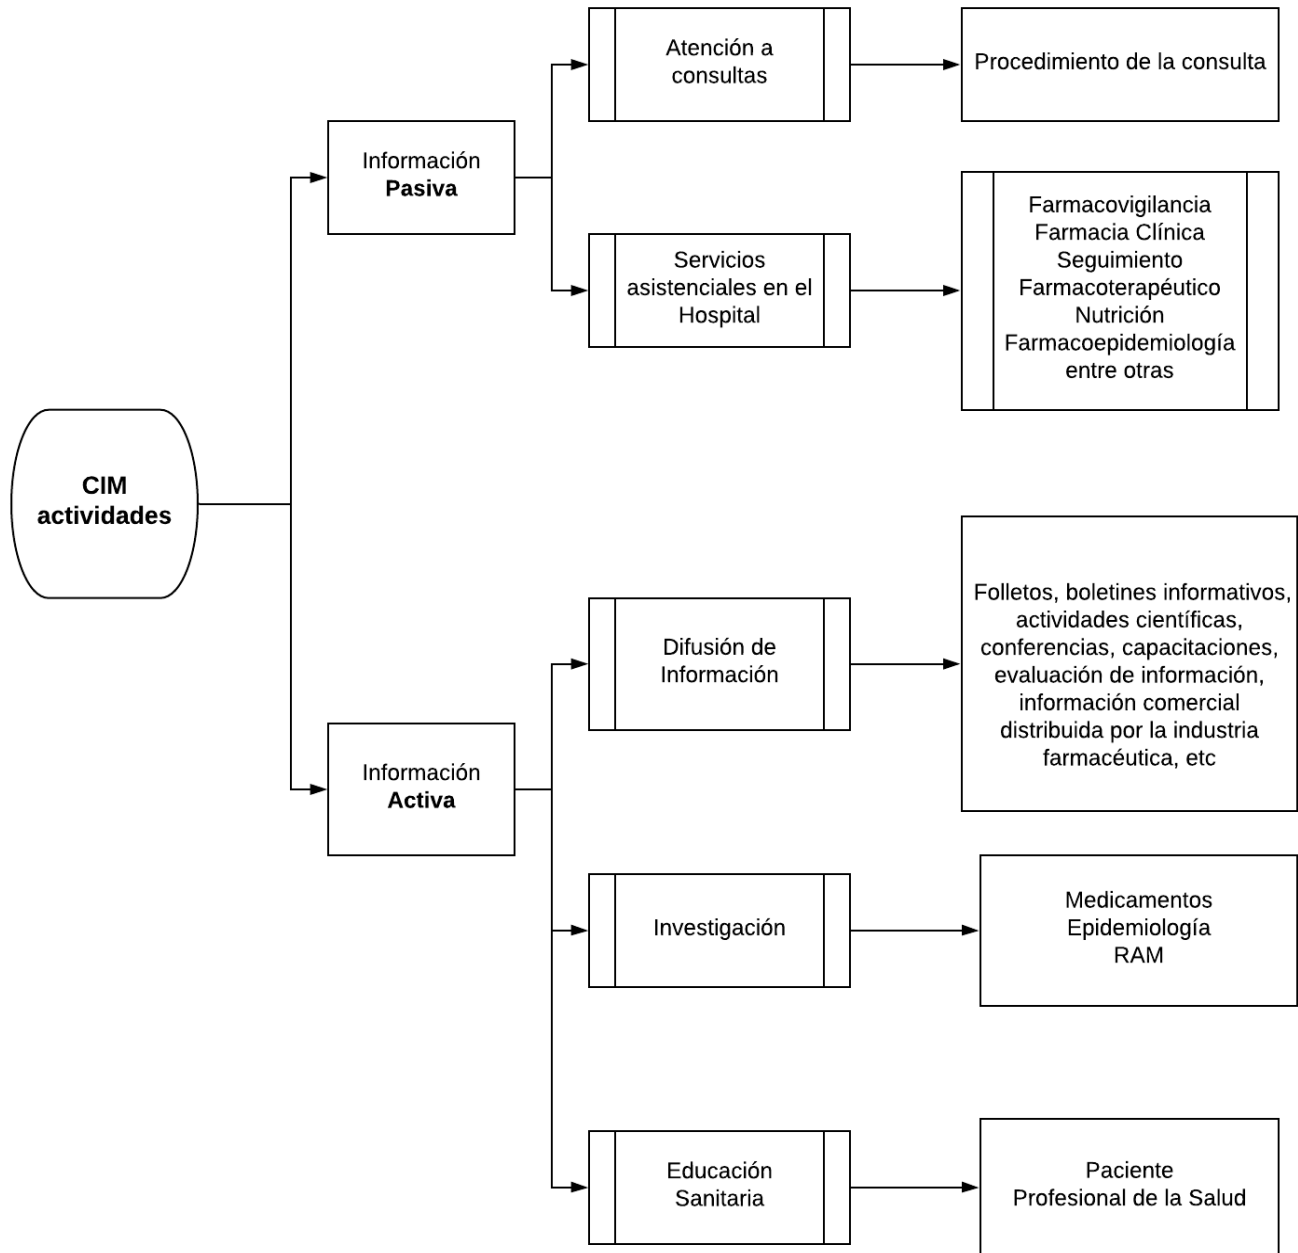 Atención a
consultas
Procedimiento de la consulta
Información
Pasiva
Servicios
asistenciales en el
Hospital
Farmacovigilancia
Farmacia Clínica
Seguimiento
Farmacoterapéutico
Nutrición
Farmacoepidemiología
entre otras
CIM
actividades
Difusión de
Información
Folletos, boletines informativos,
actividades científicas,
conferencias, capacitaciones,
evaluación de información,
información comercial
distribuida por la industria
farmacéutica, etc
Información
Activa
Investigación
Medicamentos
Epidemiología
RAM
Educación
Sanitaria
Paciente
Profesional de la Salud